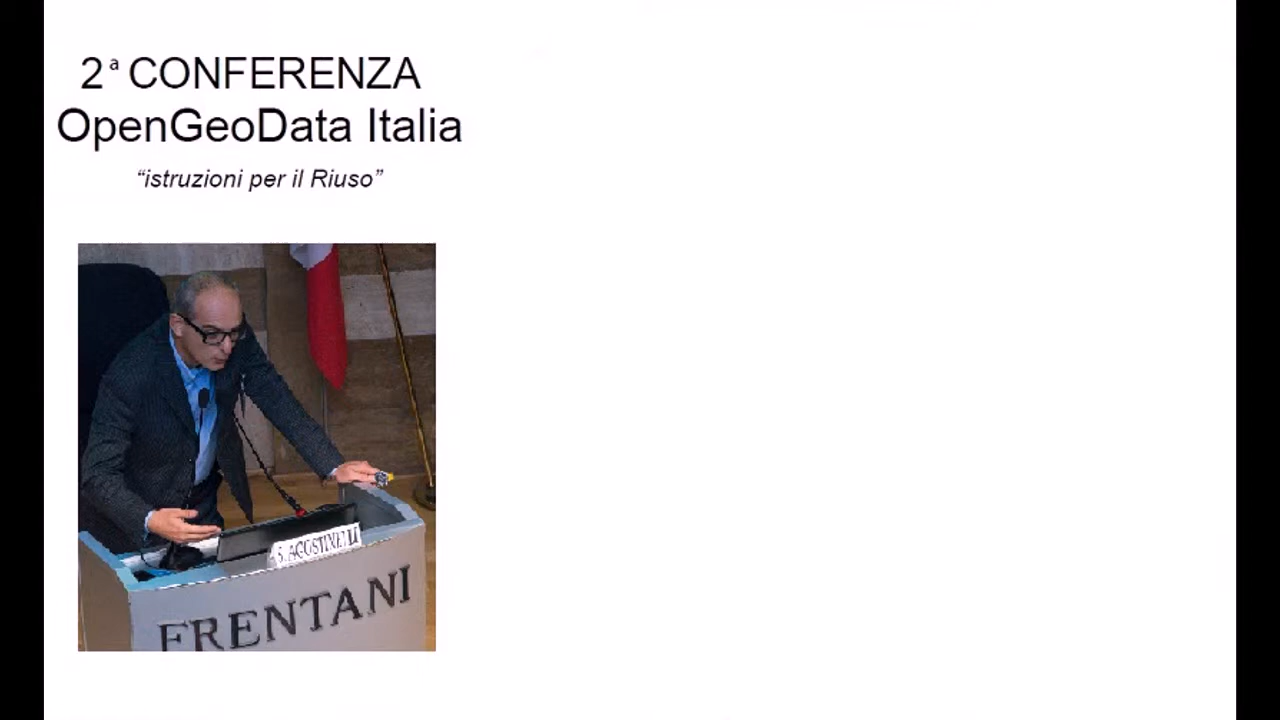 2ª CONFERENZA
OpenGeoData Italia
“istruzioni per il Riuso”
S. AGOSTINELLI
FRENTANI